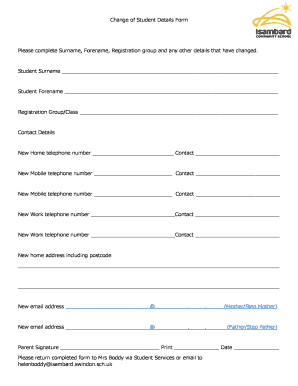 Change of Student Details Form
Isambard
COMMUNITY SCHOOL
Please complete Surname, Forename, Registration group and any other details that have changed.
Student Surname
Student Forename
Registration Group/Class
Contact Details
New Home telephone number Contact
New Mobile telephone number Contact
New Mobile telephone number Contact
New Work telephone number Contact
New Work telephone number Contact
New home address including postcode
New email address @ . . . (Mother/Step Mother)
New email address @ . . . (Father/Step Father)
Parent Signature Print Date
Please return completed form to Mrs Boddy via Student Services or email to
helenboddy@isambard.swindon.sch.uk